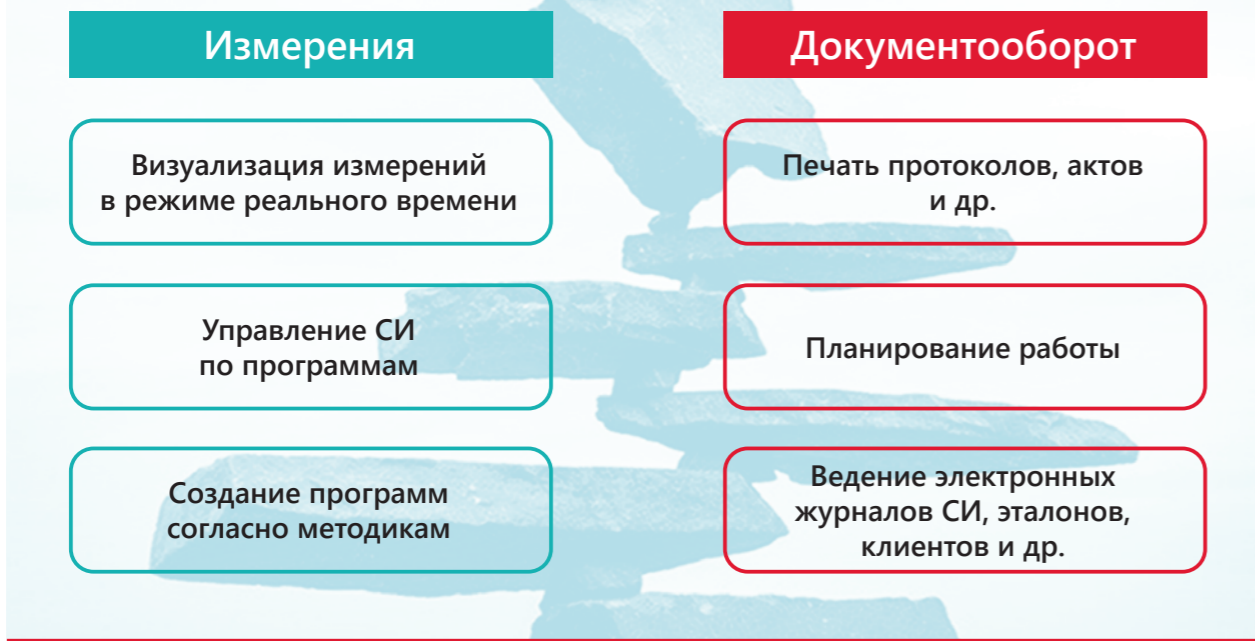 Измерения
Визуализация измерений
в режиме реального времени
Управление СИ
по программам
Создание программ
согласно методикам
Документооборот
Печать протоколов, актов
и др.
Планирование работы
Ведение электронных
журналов СИ, эталонов,
клиентов и др.